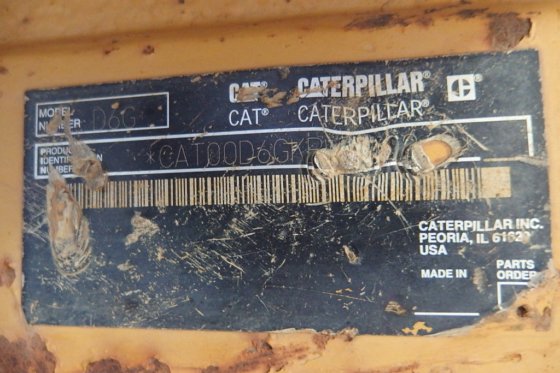 CAT® CATERPILLAR®
CAT® CATERPILLAR®
MODEL
NUMBER D6G
PRODUCT
IDENTIFICATION
NUMBER *CAT00D6G
CATERPILLAR INC.
PEORIA, IL
USA
MADE IN
PARTS
ORDER